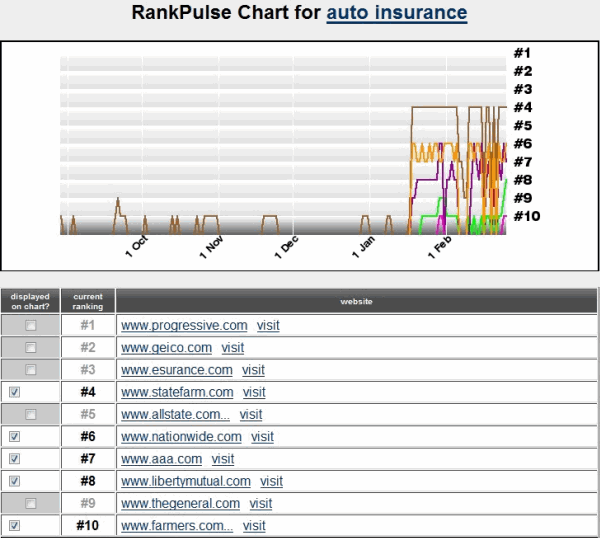 RankPulse Chart for auto insurance
#1
#2
#3
#4
#5
#6
#7
#8
#9
#10
1 Oct 1 Nov 1 Dec 1 Jan 1 Feb
displayed on chart? current ranking website
#1 www.progressive.com visit
#2 www.geico.com visit
#3 www.esurance.com visit
#4 www.statefarm.com visit
#5 www.allstate.com... visit
#6 www.nationwide.com visit
#7 www.aaa.com visit
#8 www.libertymutual.com visit
#9 www.thegeneral.com visit
#10 www.farmers.com... visit